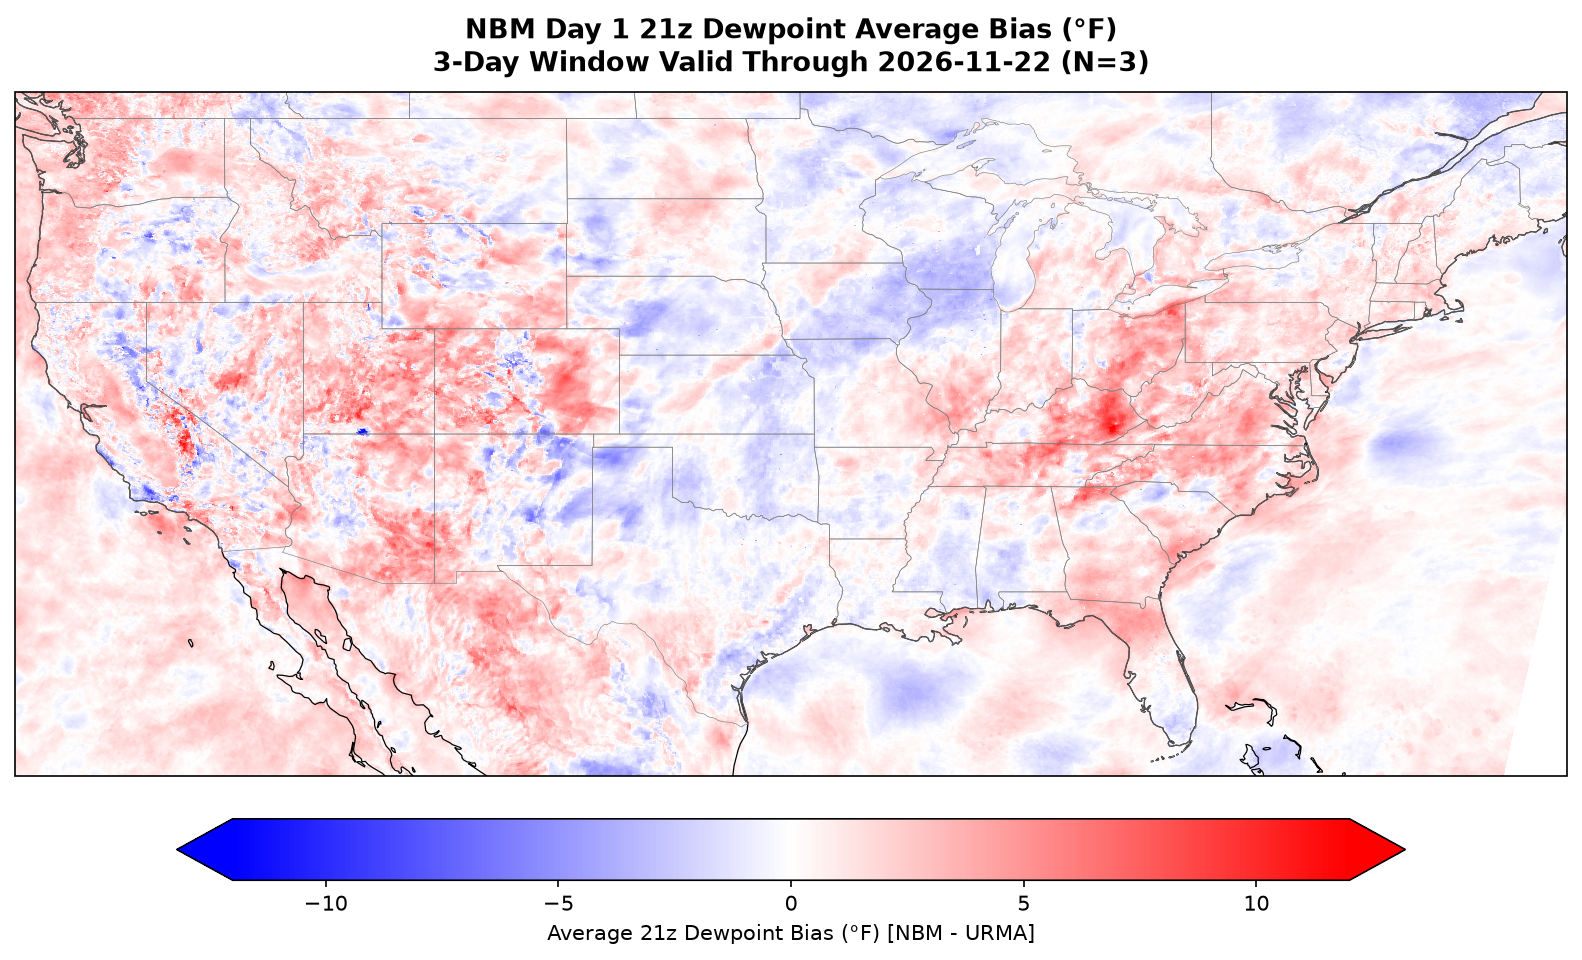 NBM Day 1 21z Dewpoint Average Bias (°F)
3-Day Window Valid Through 2026-11-22 (N=3)
−10 −5 0 5 10
Average 21z Dewpoint Bias (°F) [NBM - URMA]